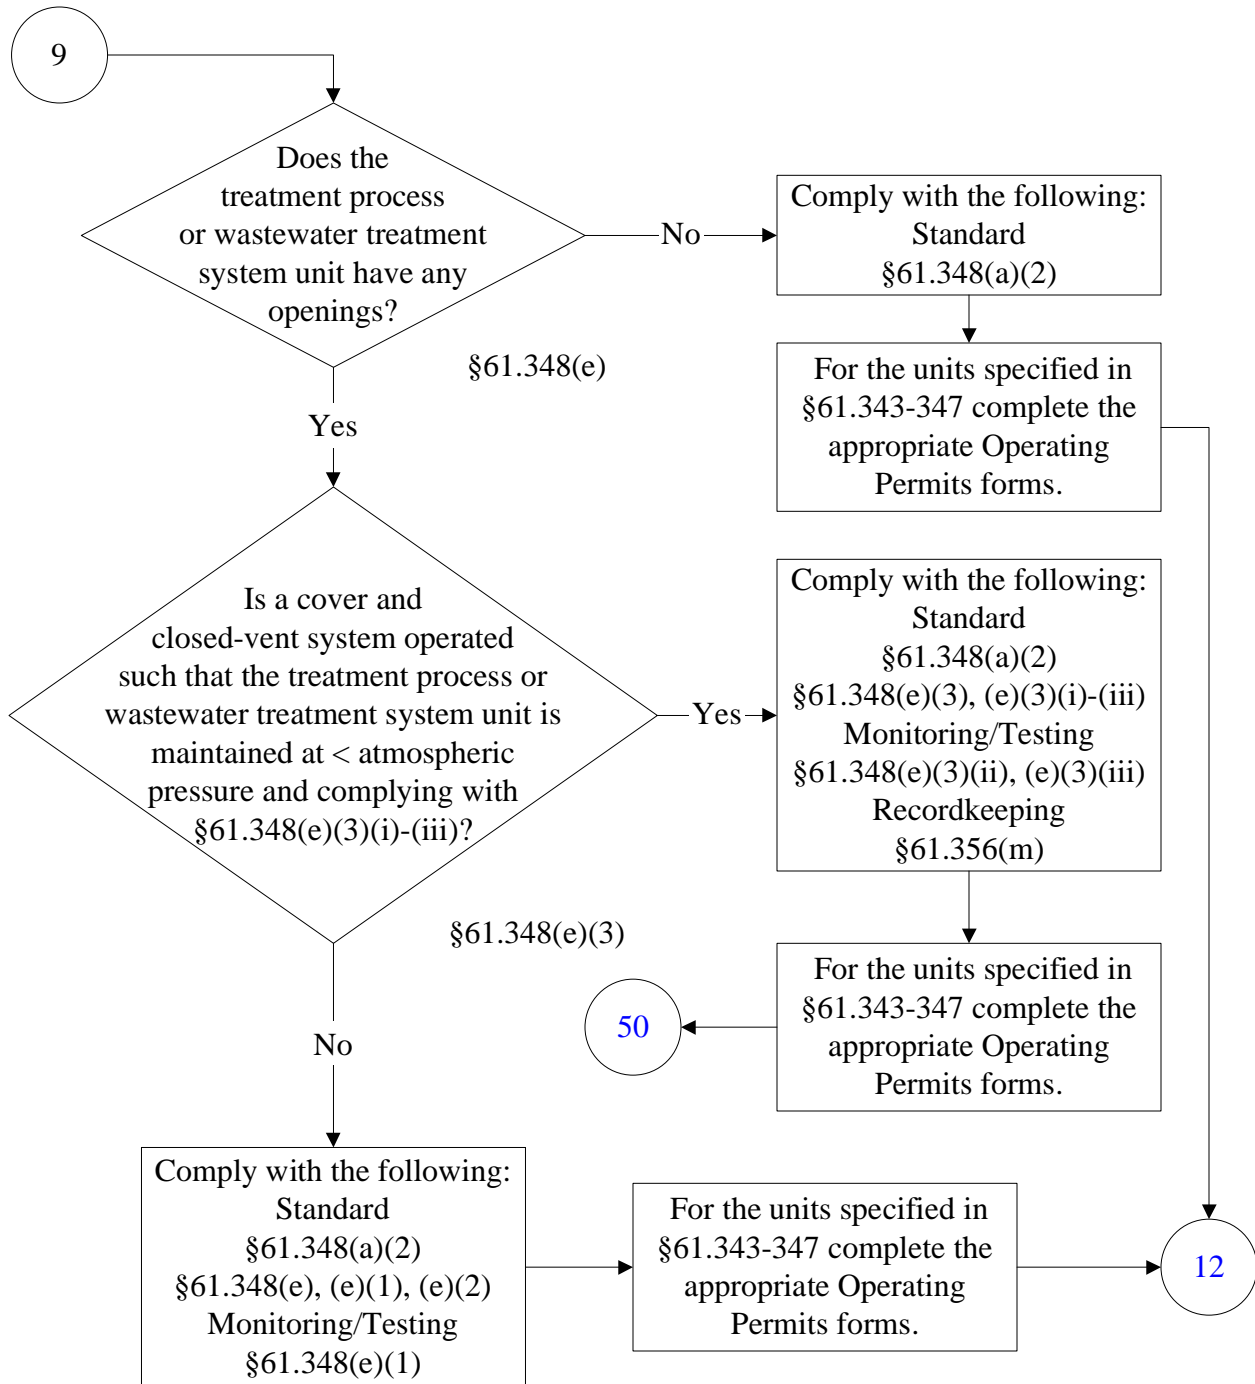 9
Does the
treatment process
or wastewater treatment
system unit have any
openings?
No
Comply with the following:
Standard
§61.348(a)(2)
§61.348(e)
For the units specified in
§61.343-347 complete the
appropriate Operating
Permits forms.
Yes
Is a cover and
closed-vent system operated
such that the treatment process or
wastewater treatment system unit is
maintained at < atmospheric
pressure and complying with
§61.348(e)(3)(i)-(iii)?
Yes
Comply with the following:
Standard
§61.348(a)(2)
§61.348(e)(3), (e)(3)(i)-(iii)
Monitoring/Testing
§61.348(e)(3)(ii), (e)(3)(iii)
Recordkeeping
§61.356(m)
§61.348(e)(3)
For the units specified in
§61.343-347 complete the
appropriate Operating
Permits forms.
50
No
Comply with the following:
Standard
§61.348(a)(2)
§61.348(e), (e)(1), (e)(2)
Monitoring/Testing
§61.348(e)(1)
For the units specified in
§61.343-347 complete the
appropriate Operating
Permits forms.
12